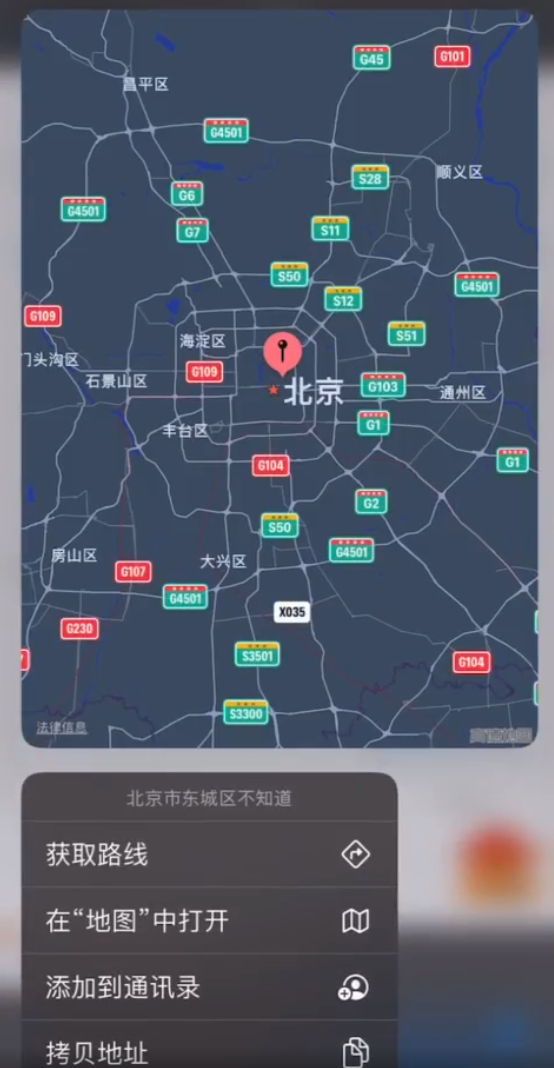 G45
G101
昌平区
G4501
顺义区
S28
G6
G4501
G7
S11
S50
G4501
S12
G109
S51
海淀区
门头沟区
G109
石景山区
北京
G103
通州区
G1
丰台区
G1
G104
G2
S50
G4501
房山区
大兴区
G107
G4501
X035
G230
S3501
G104
S3300
法律信息
北京市东城区不知道
获取路线
在“地图”中打开
添加到通讯录
拷贝地址